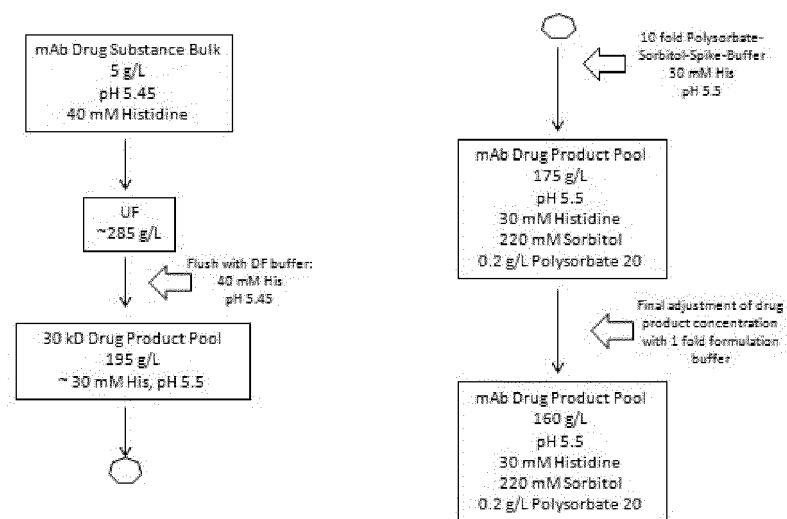 mAb Drug Substance Bulk
5 g/L
pH 5.45
40 mM Histidine
UF
~285 g/L
Flush with DF buffer:
40 mM His
pH 5.45
30 kD Drug Product Pool
195 g/L
~ 30 mM His, pH 5.5
10 fold Polysorbate-
Sorbitol-Spike-Buffer
30 mM His
pH 5.5
mAb Drug Product Pool
175 g/L
pH 5.5
30 mM Histidine
220 mM Sorbitol
0.2 g/L Polysorbate 20
Final adjustment of drug
product concentration
with 1 fold formulation
buffer
mAb Drug Product Pool
160 g/L
pH 5.5
30 mM Histidine
220 mM Sorbitol
0.2 g/L Polysorbate 20